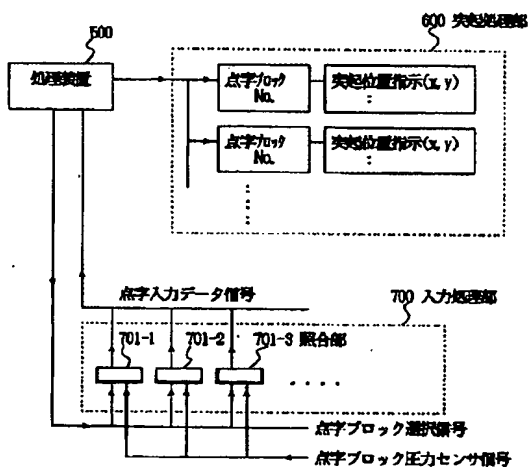 500
600 突起処理部
処理装置
点字ブロック
No.
突起位置指示(x, y)
:
点字ブロック
No.
突起位置指示(x, y)
:
点字入力データ信号
700 入力処理部
701-1
701-2
701-3 照合部
点字ブロック選択信号
点字ブロック圧力センサ信号